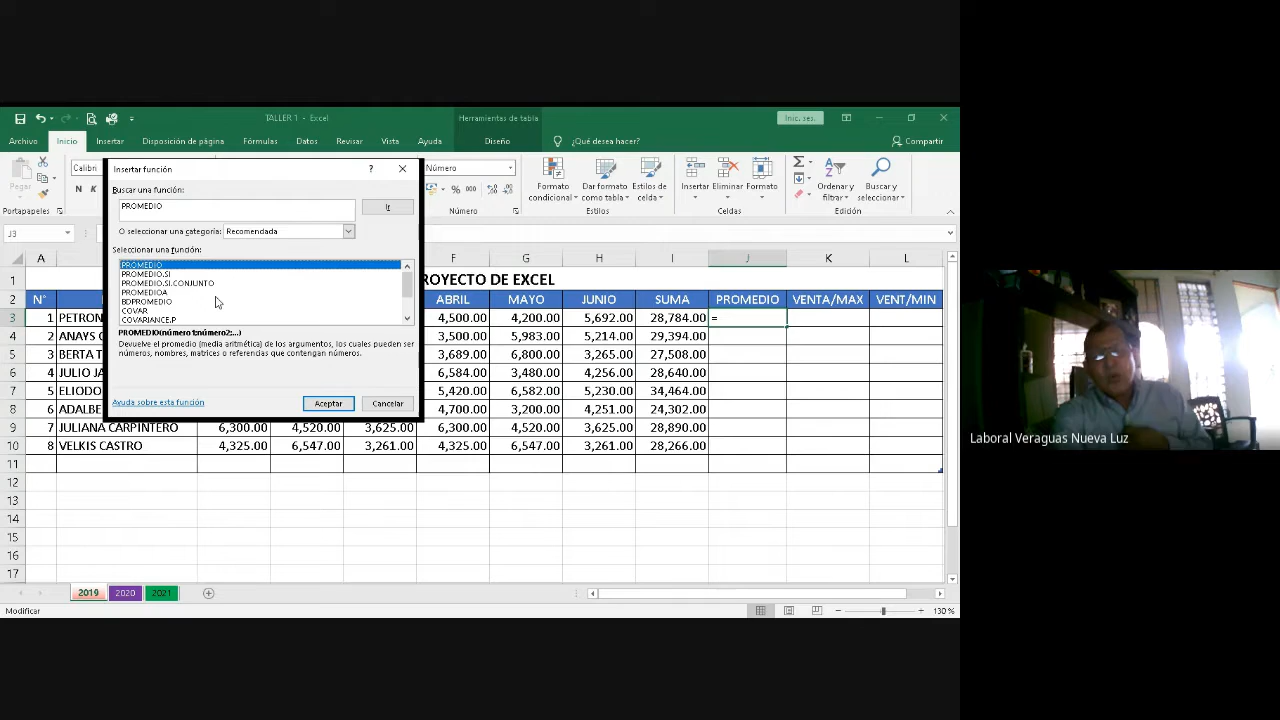 TALLER 1 - Excel
Herramientas de tabla
Inic. ses.
Archivo Inicio Insertar Disposición de página Fórmulas Datos Revisar Vista Ayuda Diseño ¿Qué desea hacer? Compartir
Pegar
Calibri
N K
Número
% 000
Formato condicional
Dar formato como tabla
Estilos de celda
Insertar Eliminar Formato
Ordenar y filtrar
Buscar y seleccionar
Portapapeles
Número
Estilos
Celdas
Edición
J3
Insertar función
Buscar una función:
PROMEDIO
Ir
O seleccionar una categoría: Recomendada
Seleccionar una función:
PROMEDIO
PROMEDIO.SI
PROMEDIO.SI.CONJUNTO
PROMEDIOA
BDPROMEDIO
COVAR
COVARIANCE.P
PROMEDIO(número1;número2;...)
Devuelve el promedio (media aritmética) de los argumentos, los cuales pueden ser
números, nombres, matrices o referencias que contengan números.
Ayuda sobre esta función
Aceptar
Cancelar
A F G H I J K L
1 PROYECTO DE EXCEL
2 N° ABRIL MAYO JUNIO SUMA PROMEDIO VENTA/MAX VENT/MIN
3 1 PETRON 4,500.00 4,200.00 5,692.00 28,784.00 =
4 2 ANAYS 3,500.00 5,983.00 5,214.00 29,394.00
5 3 BERTA T 3,689.00 6,800.00 3,265.00 27,508.00
6 4 JULIO JA 6,584.00 3,480.00 4,256.00 28,640.00
7 5 ELIODO 5,420.00 6,582.00 5,230.00 34,464.00
8 6 ADALBE 4,700.00 3,200.00 4,251.00 24,302.00
9 7 JULIANA CARPINTERO 6,300.00 4,520.00 3,625.00 6,300.00 4,520.00 3,625.00 28,890.00
10 8 VELKIS CASTRO 4,325.00 6,547.00 3,261.00 4,325.00 6,547.00 3,261.00 28,266.00
11
12
13
14
15
16
17
2019 2020 2021
Modificar
130 %
Laboral Veraguas Nueva Luz